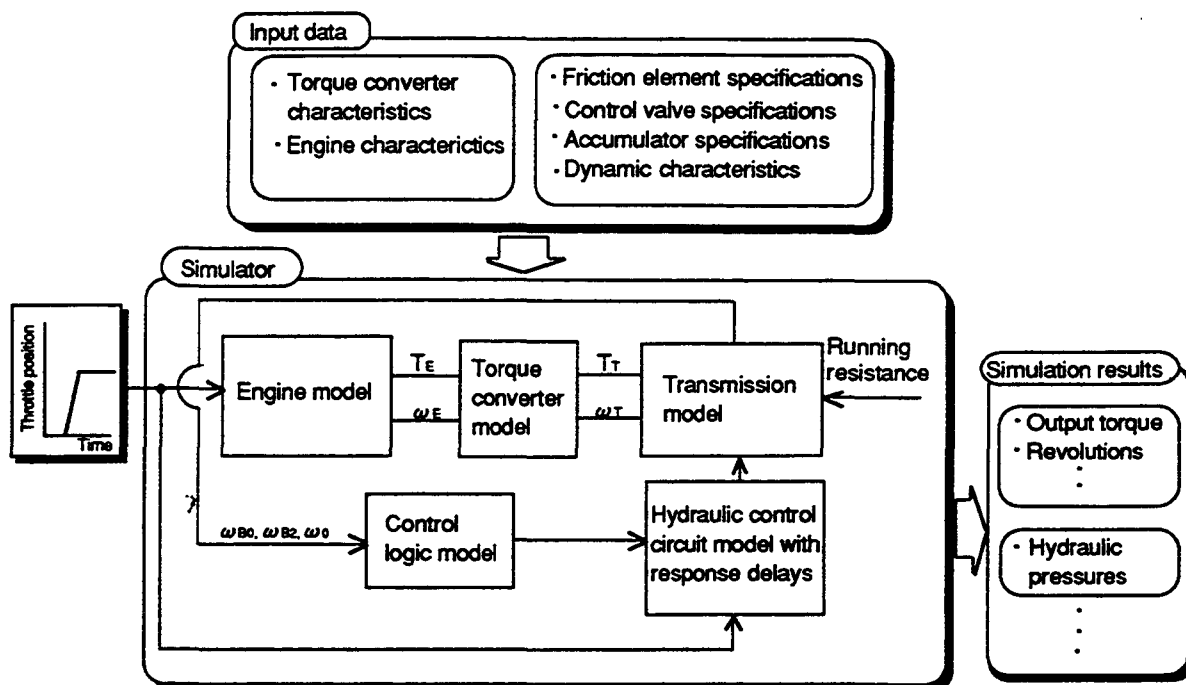 Input data
· Torque converter
characteristics
· Engine characterictics
· Friction element specifications
· Control valve specifications
· Accumulator specifications
· Dynamic characteristics
Simulator
Throttle position
Time
Engine model
TE
ωE
Torque
converter
model
TT
ωT
Transmission
model
Running
resistance
ωB0, ωB2, ω0
Control
logic model
Hydraulic control
circuit model with
response delays
Simulation results
· Output torque
· Revolutions
· Hydraulic
pressures